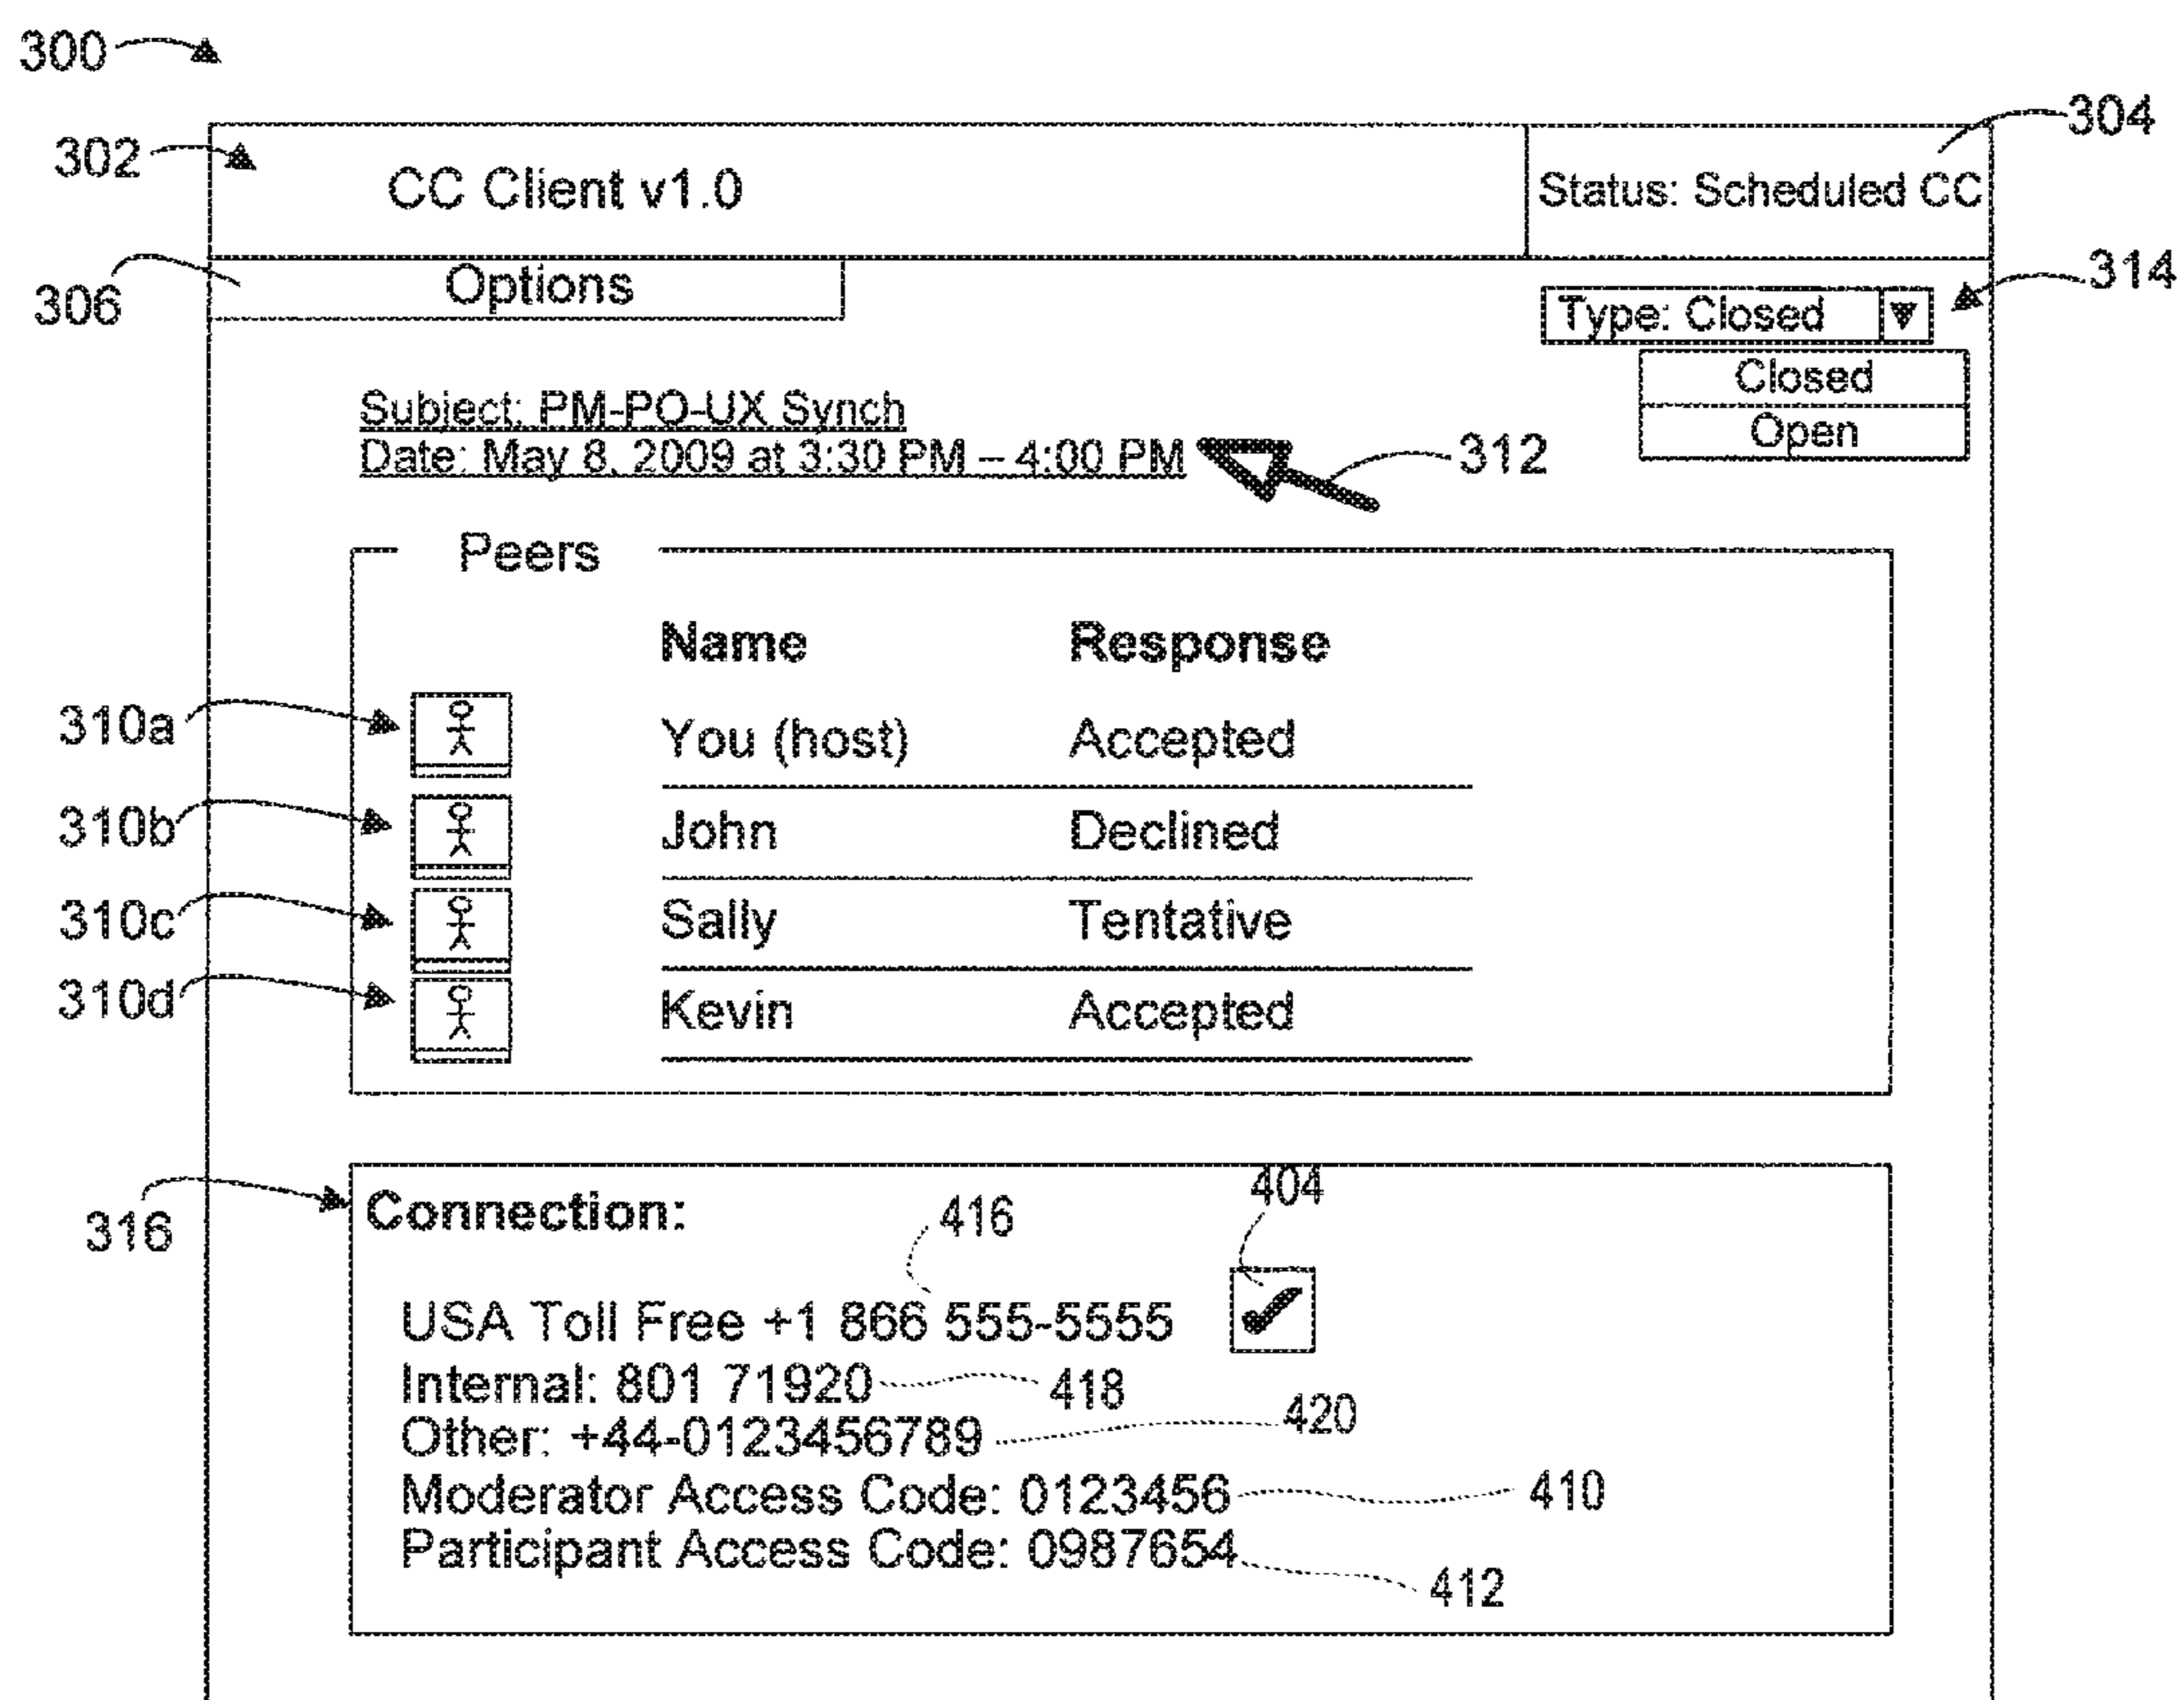 300
302
CC Client v1.0
Status: Scheduled CC
304
306
Options
Type: Closed
314
Closed
Open
Subject: PM-PO-UX Synch
Date: May 8, 2009 at 3:30 PM – 4:00 PM
312
Peers
Name Response
310a You (host) Accepted
310b John Declined
310c Sally Tentative
310d Kevin Accepted
316
Connection:
416
404
USA Toll Free +1 866 555-5555
Internal: 801 71920 418
Other: +44-0123456789 420
Moderator Access Code: 0123456 410
Participant Access Code: 0987654
412